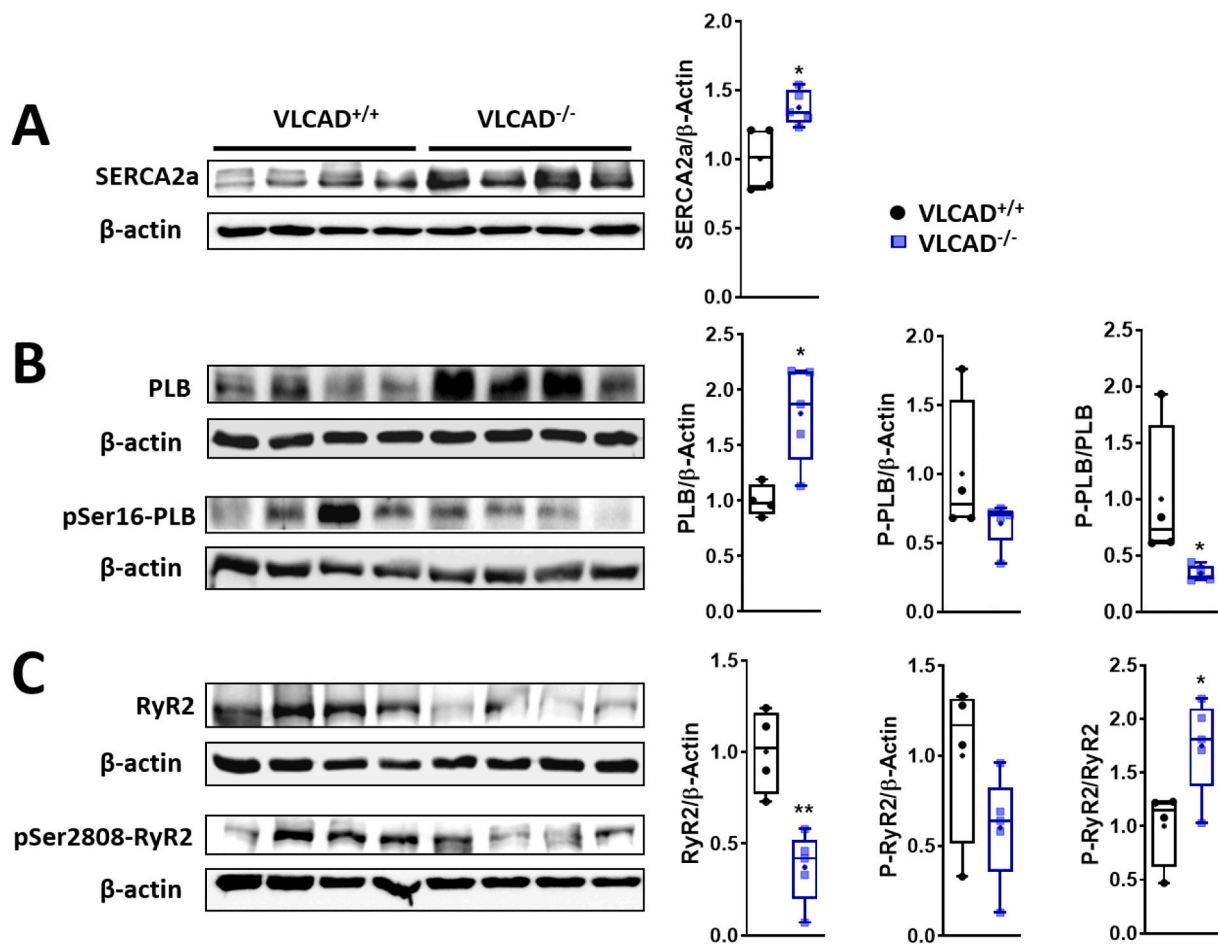 A
VLCAD+/+ VLCAD-/-
SERCA2a
β-actin
SERCA2a/β-Actin
2.0
1.5
1.0
0.5
0.0
*
VLCAD+/+
VLCAD-/-
B
PLB
β-actin
pSer16-PLB
β-actin
PLB/β-Actin
2.5
2.0
1.5
1.0
0.5
0.0
*
P-PLB/β-Actin
2.0
1.5
1.0
0.5
0.0
P-PLB/PLB
2.5
2.0
1.5
1.0
0.5
0.0
*
C
RyR2
β-actin
pSer2808-RyR2
β-actin
RyR2/β-Actin
1.5
1.0
0.5
0.0
**
P-RyR2/β-Actin
1.5
1.0
0.5
0.0
P-RyR2/RyR2
2.5
2.0
1.5
1.0
0.5
0.0
*